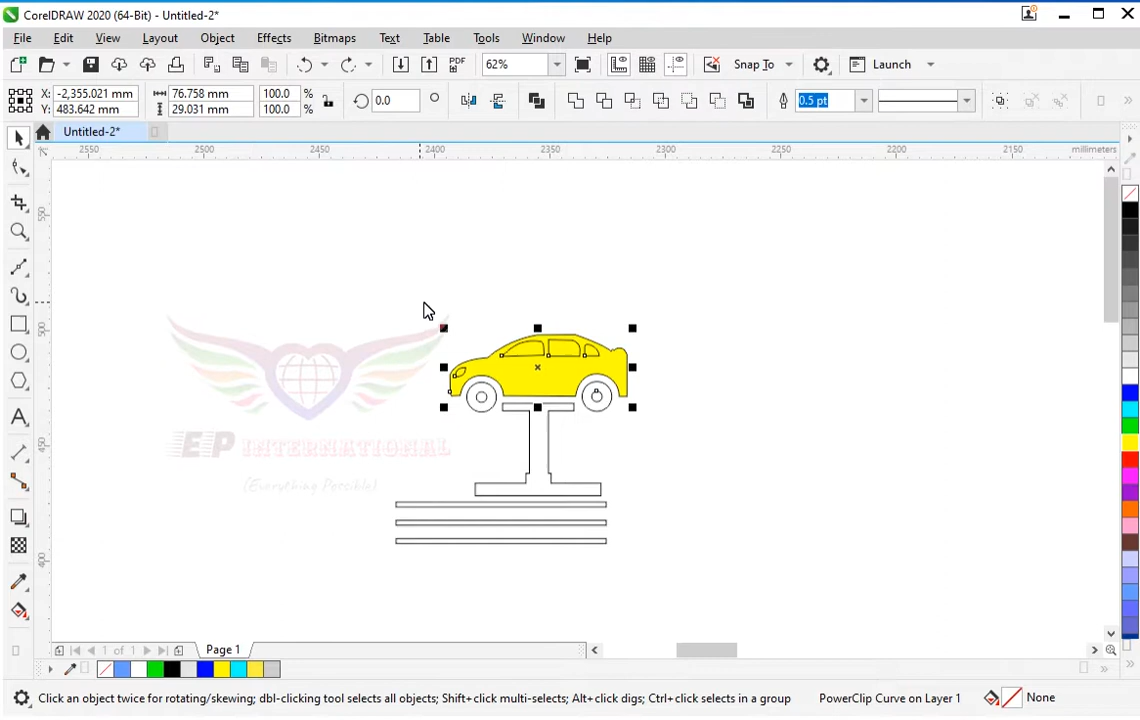 CorelDRAW 2020 (64-Bit) - Untitled-2*
File Edit View Layout Object Effects Bitmaps Text Table Tools Window Help
PDF 62% Snap To Launch
X: -2,355.021 mm 76.758 mm 100.0 % 0.0 0.5 pt
Y: 483.642 mm 29.031 mm 100.0 %
Untitled-2*
2550 2500 2450 2400 2350 2300 2250 2200 2150 millimeters
550
500
450
400
EP INTERNATIONAL
(Everything Possible)
1 of 1 Page 1
Click an object twice for rotating/skewing; dbl-clicking tool selects all objects; Shift+click multi-selects; Alt+click digs; Ctrl+click selects in a group PowerClip Curve on Layer 1 None